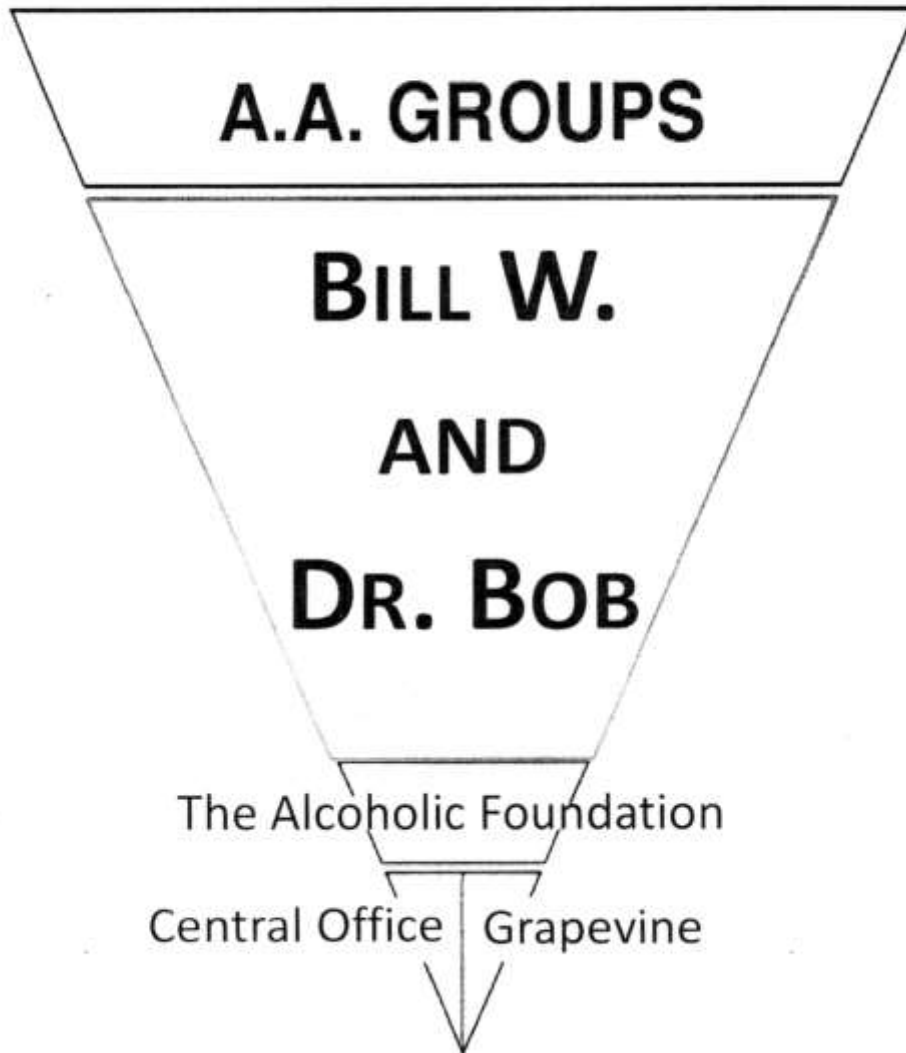 A.A. GROUPS
BILL W.
AND
DR. BOB
The Alcoholic Foundation
Central Office Grapevine